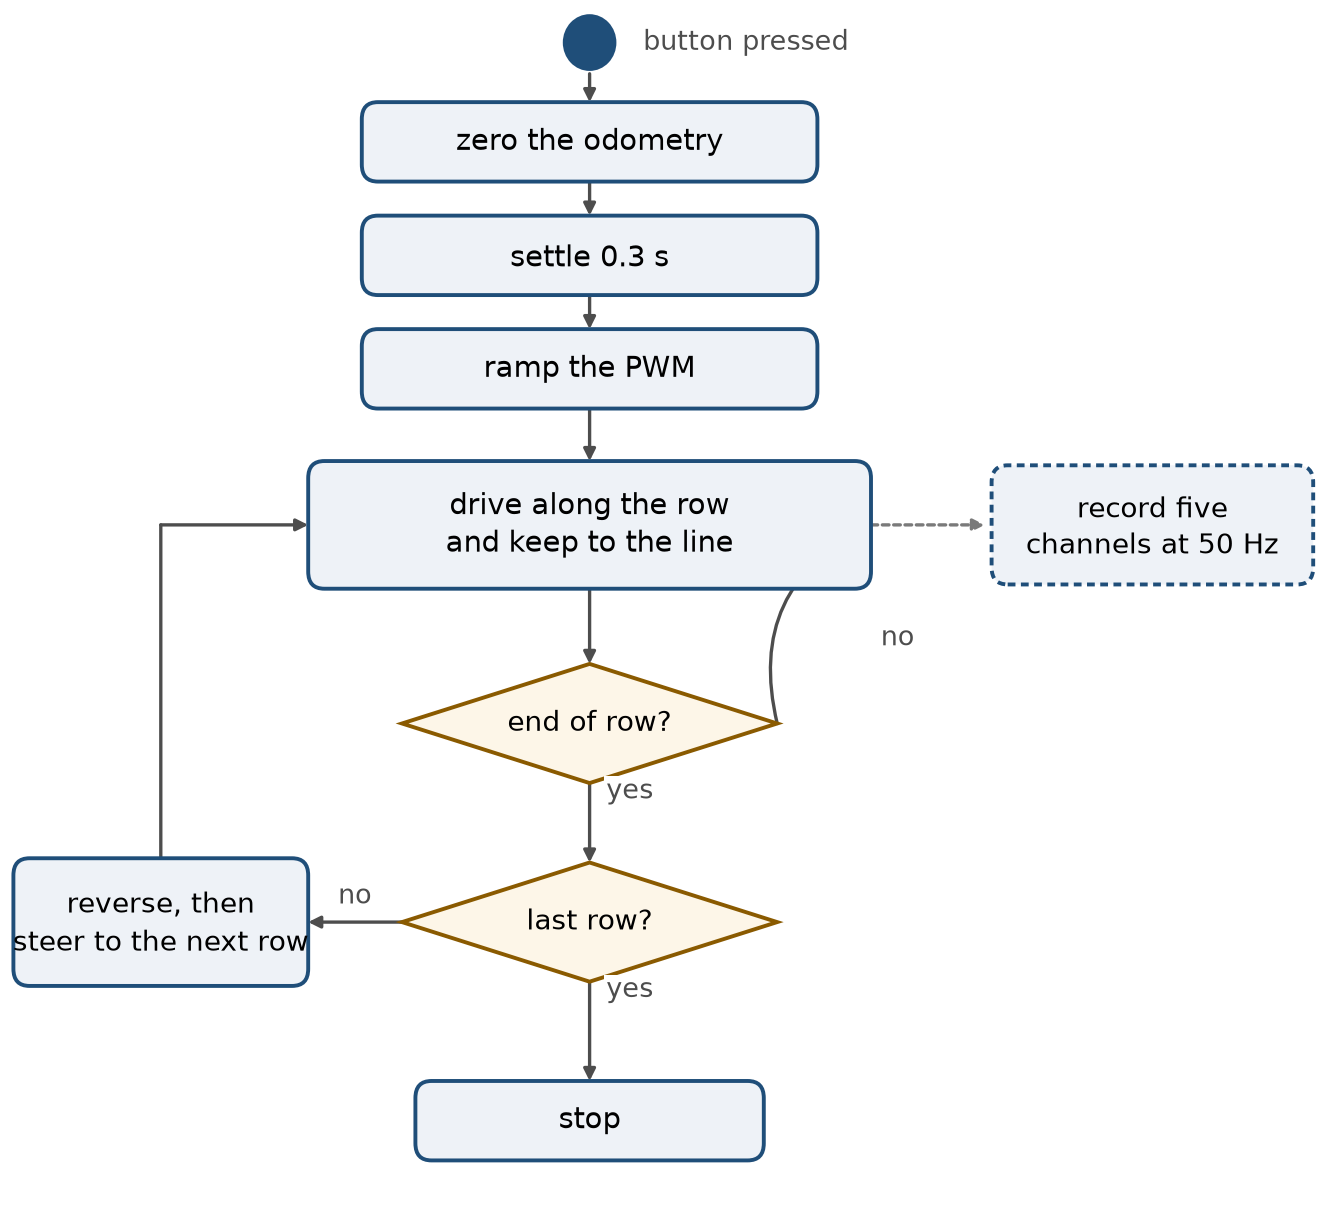 button pressed
zero the odometry
settle 0.3 s
ramp the PWM
drive along the row
and keep to the line
record five
channels at 50 Hz
no
end of row?
yes
reverse, then
steer to the next row
no
last row?
yes
stop